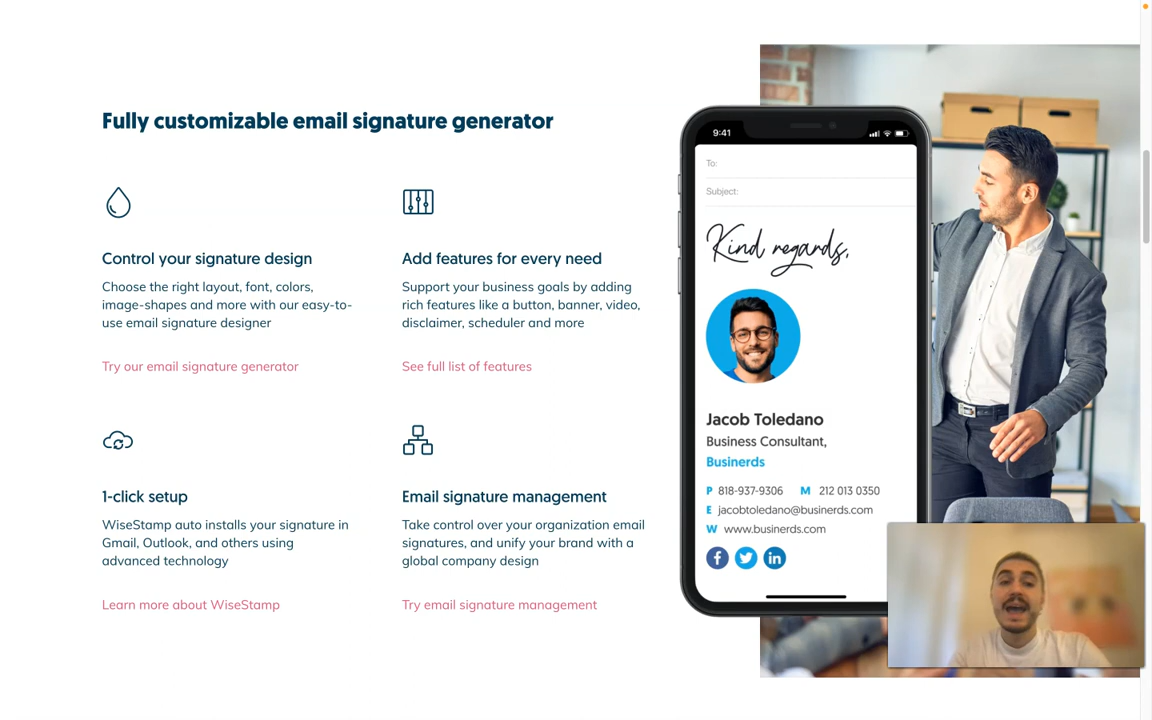 Fully customizable email signature generator
Control your signature design
Choose the right layout, font, colors,
image-shapes and more with our easy-to-
use email signature designer
Try our email signature generator
Add features for every need
Support your business goals by adding
rich features like a button, banner, video,
disclaimer, scheduler and more
See full list of features
1-click setup
WiseStamp auto installs your signature in
Gmail, Outlook, and others using
advanced technology
Learn more about WiseStamp
Email signature management
Take control over your organization email
signatures, and unify your brand with a
global company design
Try email signature management
9:41
To:
Subject:
Kind regards,
Jacob Toledano
Business Consultant,
Businerds
P 818-937-9306 M 212 013 0350
E jacobtoledano@businerds.com
W www.businerds.com
f in